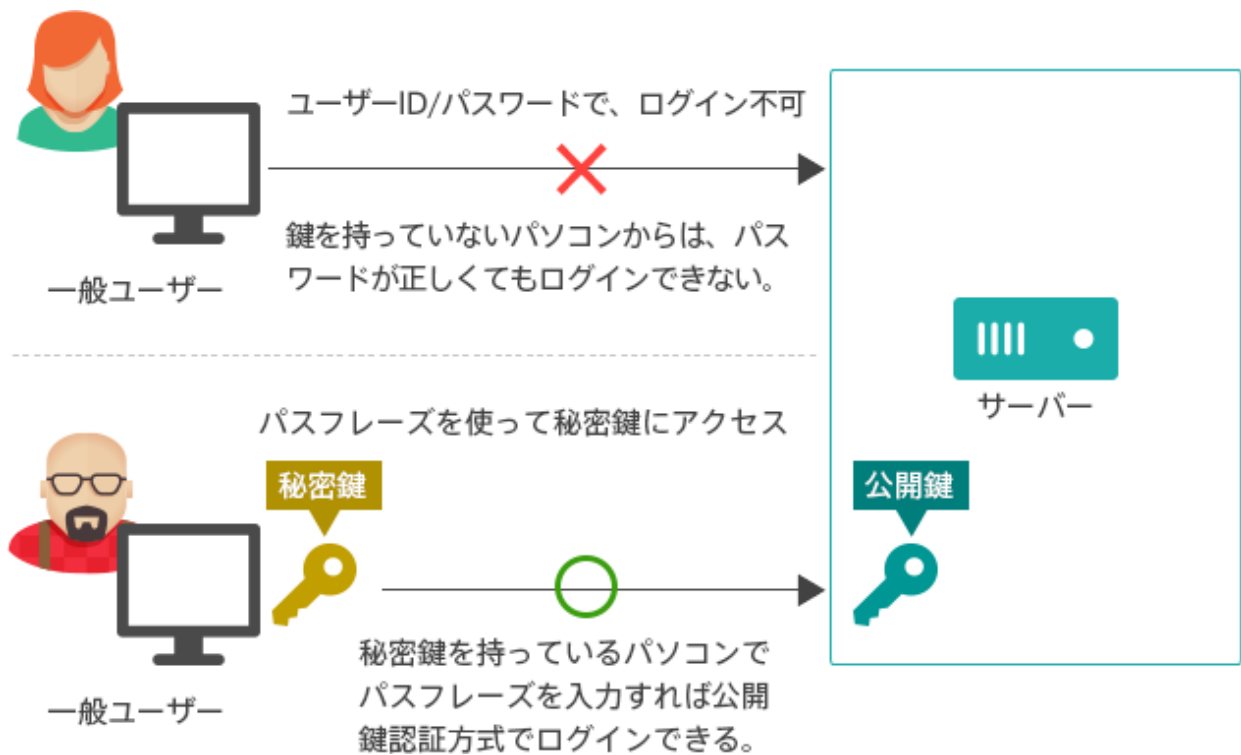 ユーザーID/パスワードで、ログイン不可
鍵を持っていないパソコンからは、パス
ワードが正しくてもログインできない。
一般ユーザー
サーバー
パスフレーズを使って秘密鍵にアクセス
秘密鍵
公開鍵
秘密鍵を持っているパソコンで
パスフレーズを入力すれば公開
鍵認証方式でログインできる。
一般ユーザー